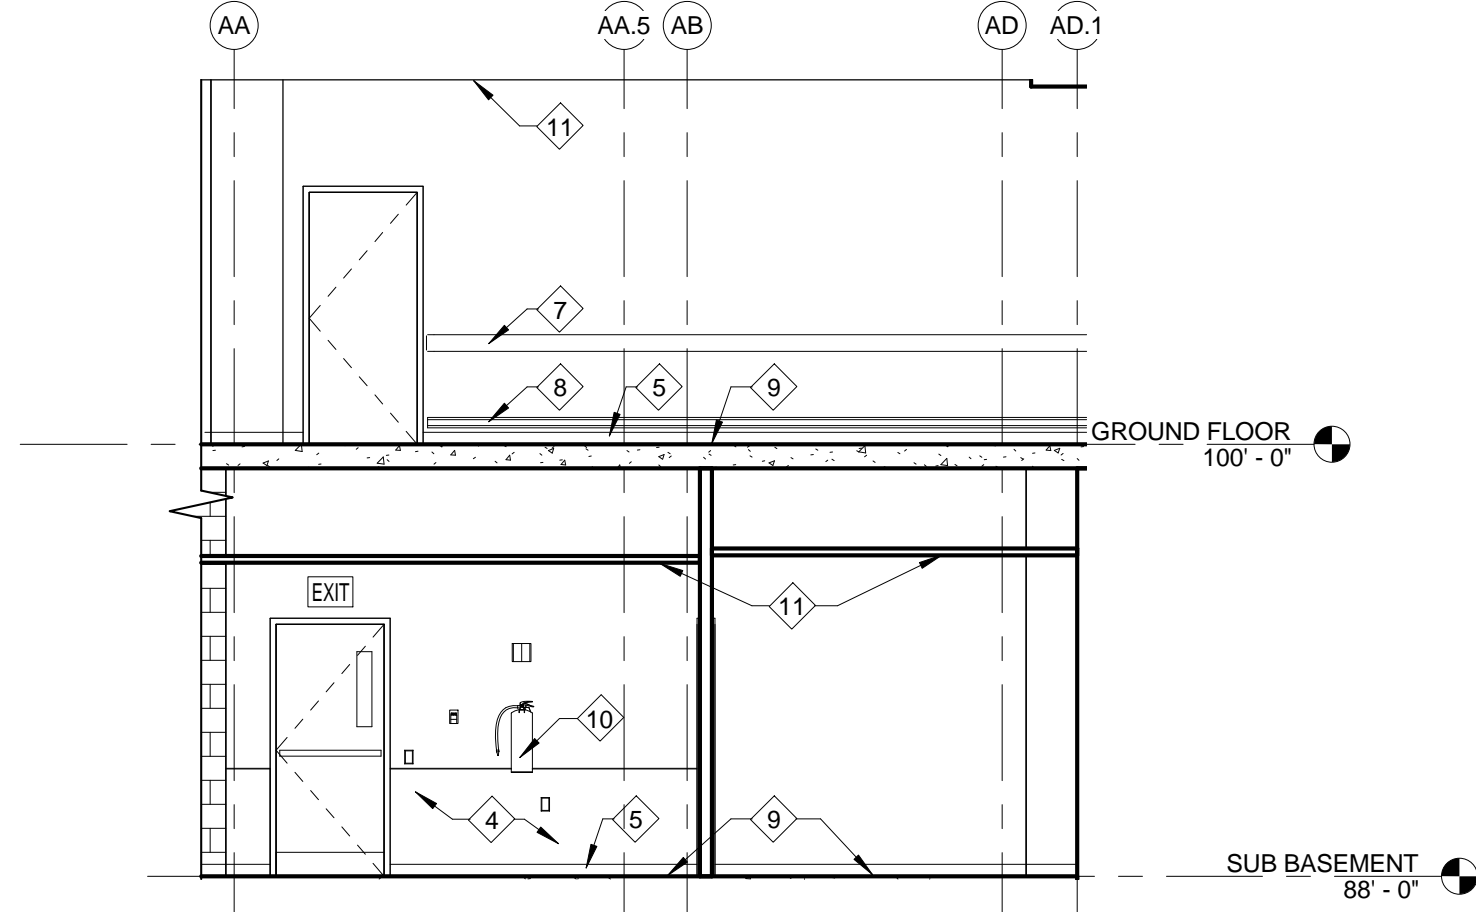 AA
AA.5
AB
AD
AD.1
11
7
8
5
9
GROUND FLOOR
100' - 0"
EXIT
11
10
4
5
9
SUB BASEMENT
88' - 0"